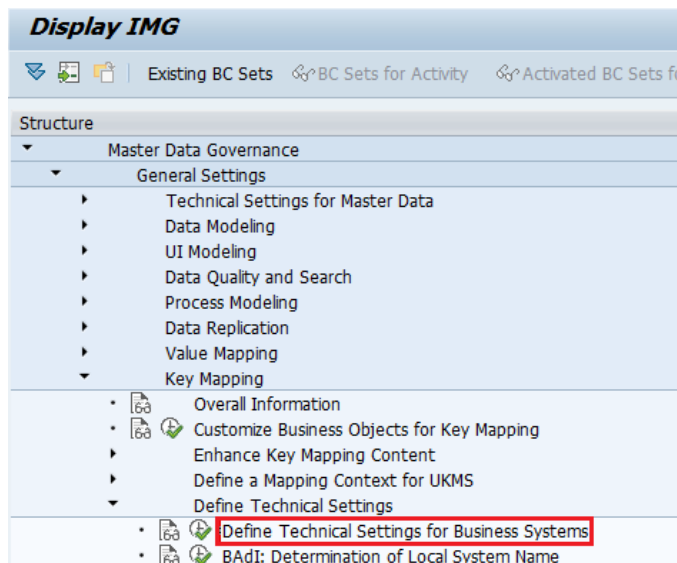 Display IMG
Existing BC Sets BC Sets for Activity Activated BC Sets
Structure
Master Data Governance
General Settings
Technical Settings for Master Data
Data Modeling
UI Modeling
Data Quality and Search
Process Modeling
Data Replication
Value Mapping
Key Mapping
Overall Information
Customize Business Objects for Key Mapping
Enhance Key Mapping Content
Define a Mapping Context for UKMS
Define Technical Settings
Define Technical Settings for Business Systems
BAdI: Determination of Local System Name